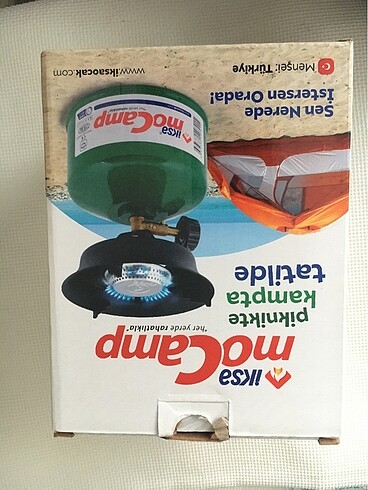 iksa
moCamp
"her yerde rahatlıkla"
piknikte
kampta
tatilde
iksa
moCamp
Sen Nerede
İstersen Orada!
www.iksaocak.com
Menşei: Türkiye